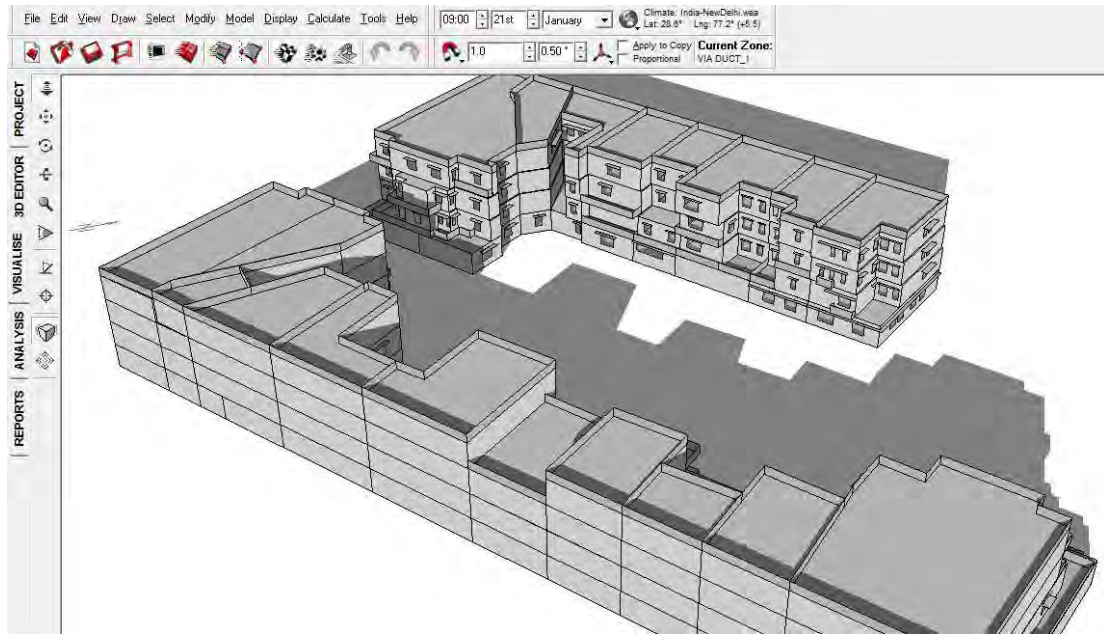 File Edit View Draw Select Modify Model Display Calculate Tools Help
09:00 21st January
Climate: India-NewDelhi.wea
Lat: 28.6° Lng: 77.2° (+5.5)
1.0 0.50 °
Apply to Copy
Proportional
Current Zone:
VIA DUCT_1
PROJECT
3D EDITOR
VISUALISE
ANALYSIS
REPORTS